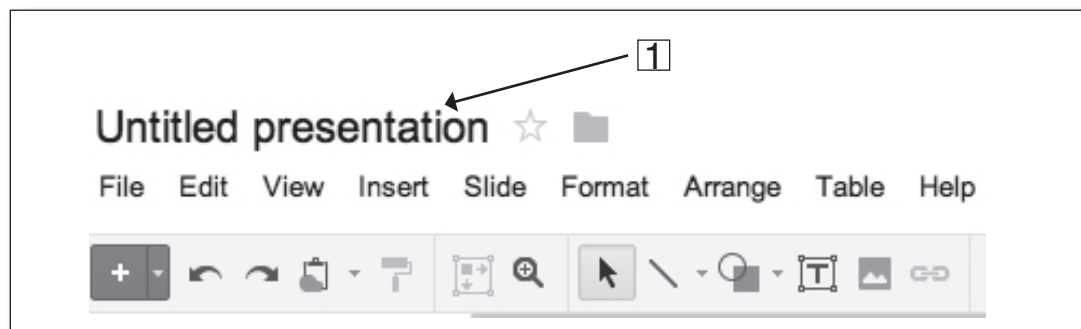 1
Untitled presentation
File Edit View Insert Slide Format Arrange Table Help